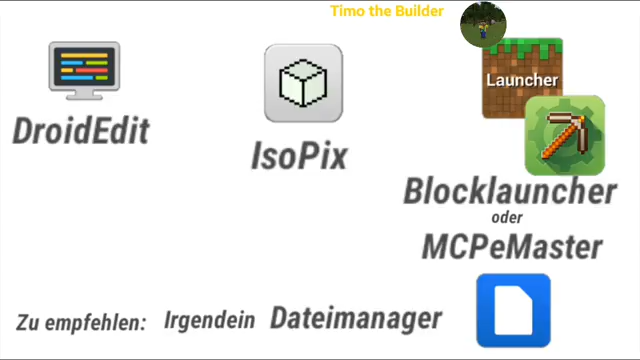 Timo the Builder
Launcher
DroidEdit
IsoPix
Blocklauncher
oder
MCPeMaster
Zu empfehlen: Irgendein Dateimanager